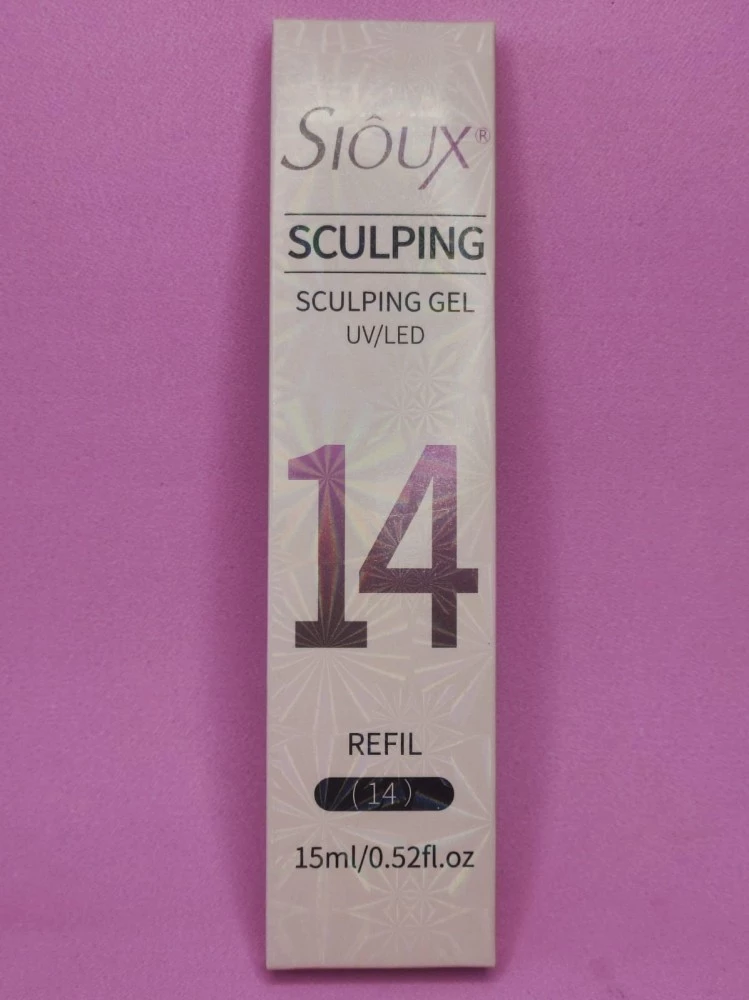 SIÔUX®
SCULPING
SCULPING GEL
UV/LED
14
REFIL
(14)
15ml/0.52fl.oz